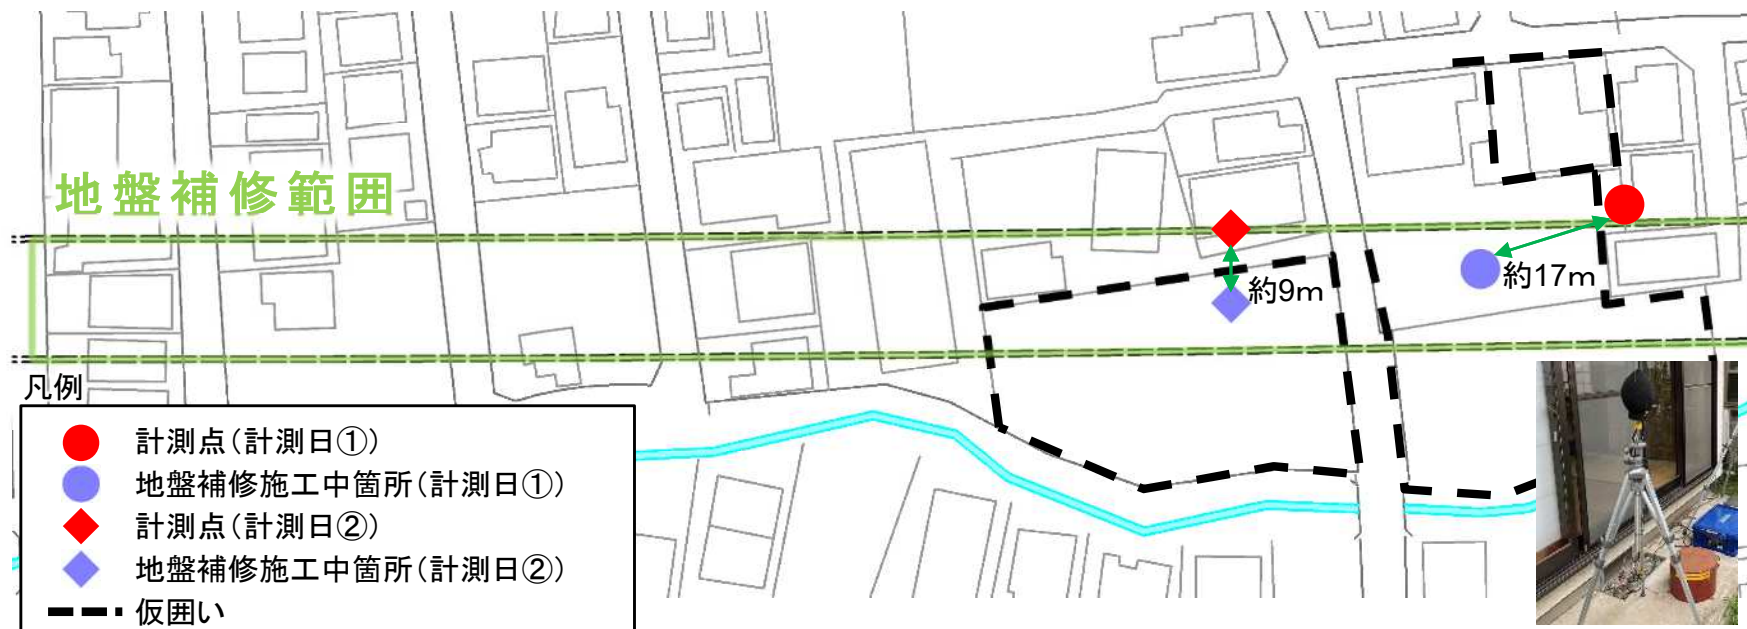 地盤補修範囲
約9m
約17m
凡例
計測点(計測日①)
地盤補修施工中箇所(計測日①)
計測点(計測日②)
地盤補修施工中箇所(計測日②)
仮囲い